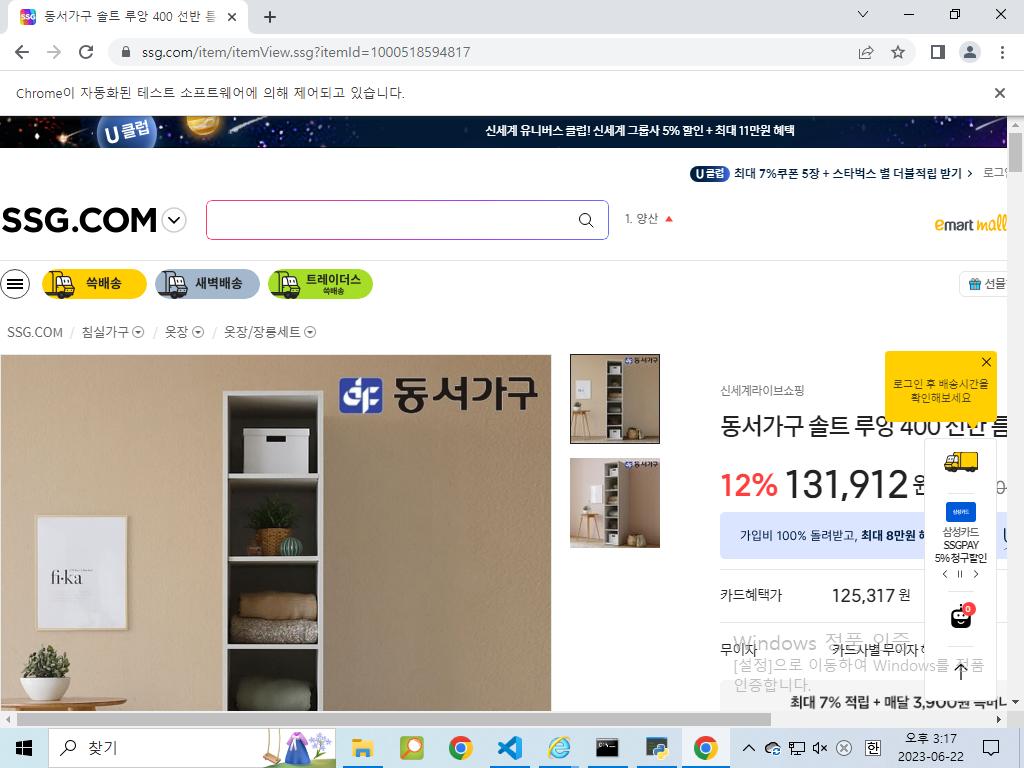 동서가구 솔트 루앙 400 선반 틈
ssg.com/item/itemView.ssg?itemId=1000518594817
Chrome이 자동화된 테스트 소프트웨어에 의해 제어되고 있습니다.
U 클럽
신세계 유니버스 클럽! 신세계 그룹사 5% 할인 + 최대 11만원 혜택
U 클럽 최대 7%쿠폰 5장 + 스타벅스 별 더블적립 받기 > 로그인
SSG.COM
1. 양산
emart mall
쓱배송
새벽배송
트레이더스
쓱배송
선물
SSG.COM / 침실가구 / 옷장 / 옷장/장롱세트
동서가구
fi·ka
동서가구
동서가구
로그인 후 배송시간을
확인해보세요
신세계라이브쇼핑
동서가구 솔트 루앙 400 선반 틈
12% 131,912 원
삼성카드
가입비 100% 돌려받고, 최대 8만원
삼성카드
SSGPAY
5% 청구할인
카드혜택가 125,317 원
0
무이자 카드사별 무이자
Windows 정품 인증
[설정]으로 이동하여 Windows를 정품
인증합니다.
최대 7% 적립 + 매달 3,900원
찾기
한
오후 3:17
2023-06-22